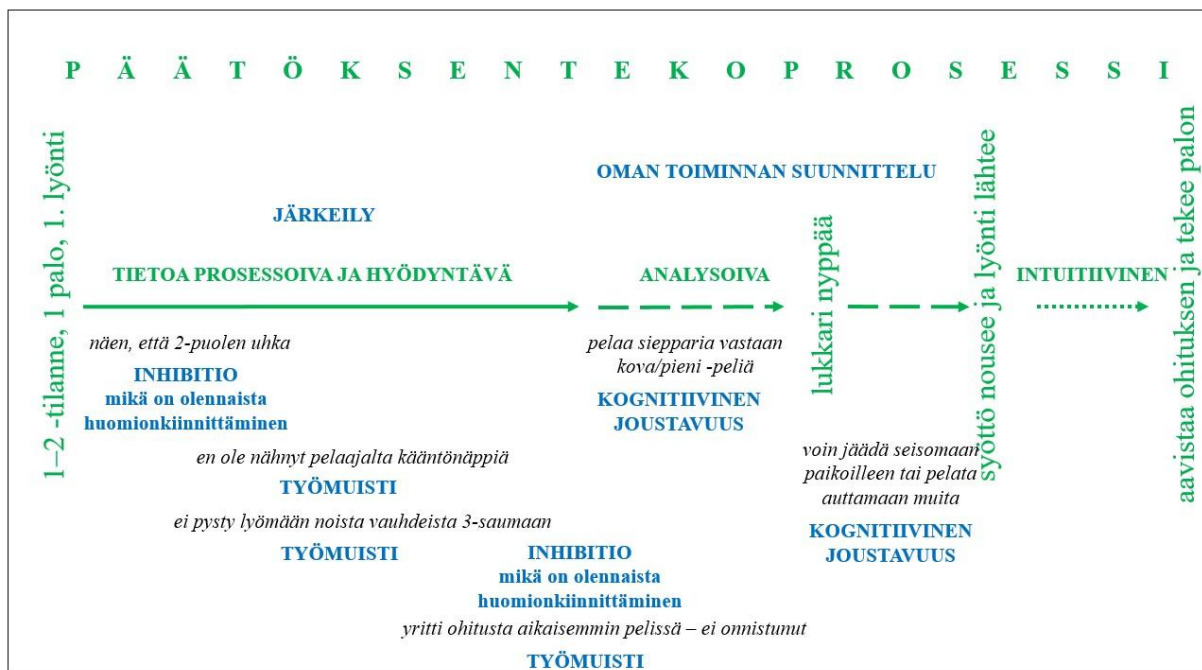 P Ä Ä T Ö K S E N T E K O P R O S E S S I
1–2 -tilanne, 1 palo, 1. lyönti
OMAN TOIMINNAN SUUNNITTELU
JÄRKEILY
TIETOA PROSESSOIVA JA HYÖDYNTÄVÄ
ANALYSOIVA
lukkari nyppää
syöttö nousee ja lyönti lähtee
INTUITIIVINEN
aavistaa ohituksen ja tekee palon
näen, että 2-puolen uhka
INHIBITIO
mikä on olennaista
huomionkiinnittäminen
pelaa siepparia vastaan
kova/pieni -peliä
KOGNITIIVINEN
JOUSTAVUUS
en ole nähnyt pelaajalta kääntönäppiä
TYÖMUISTI
voin jäädä seisomaan
paikoilleen tai pelata
auttamaan muita
KOGNITIIVINEN
JOUSTAVUUS
ei pysty lyömään noista vauhdeista 3-saumaan
TYÖMUISTI
INHIBITIO
mikä on olennaista
huomionkiinnittäminen
yritti ohitusta aikaisemmin pelissä – ei onnistunut
TYÖMUISTI